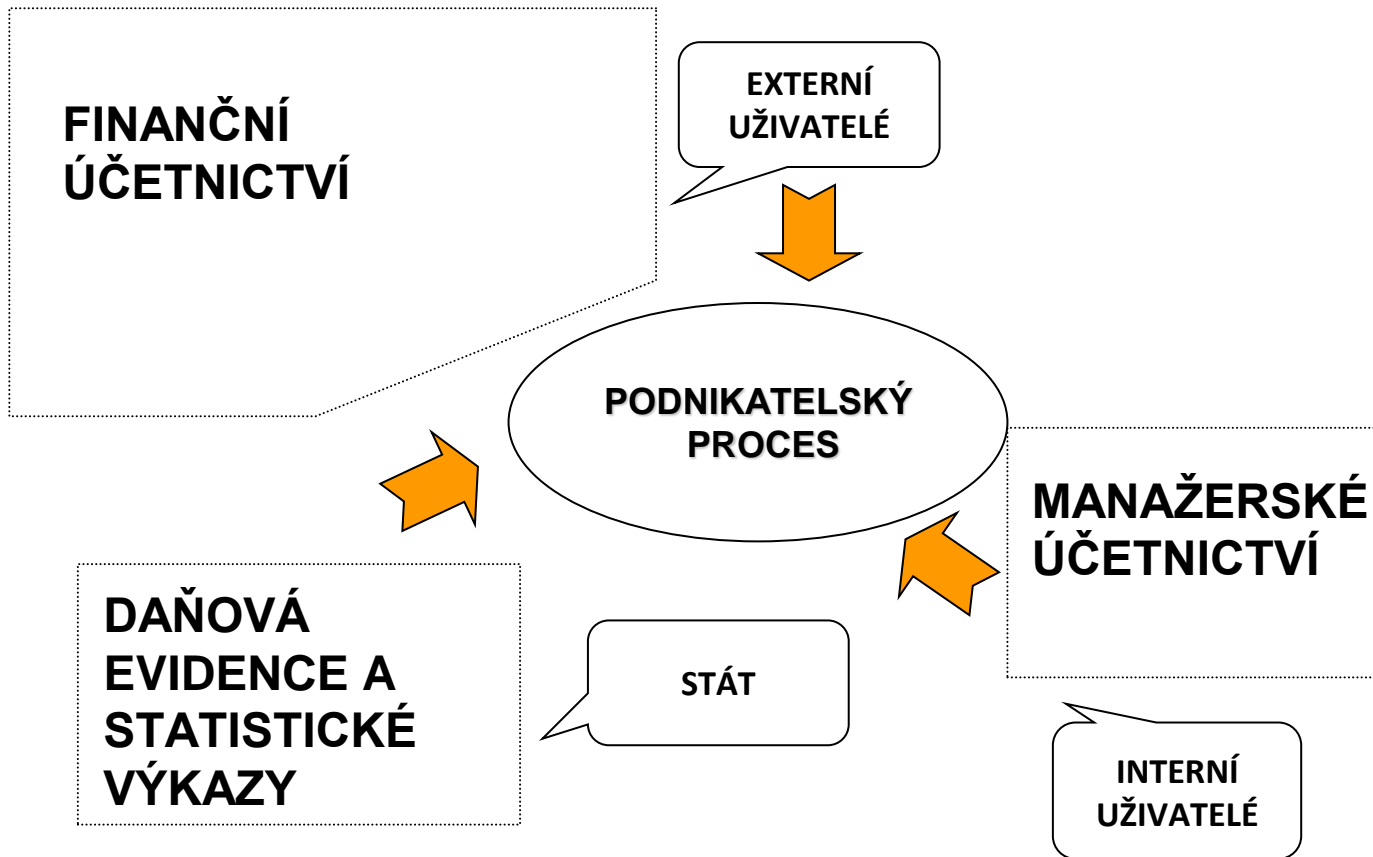 FINANČNÍ
ÚČETNICTVÍ
EXTERNÍ
UŽIVATELÉ
PODNIKATELSKÝ
PROCES
MANAŽERSKÉ
ÚČETNICTVÍ
DAŇOVÁ
EVIDENCE A
STATISTICKÉ
VÝKAZY
STÁT
INTERNÍ
UŽIVATELÉ